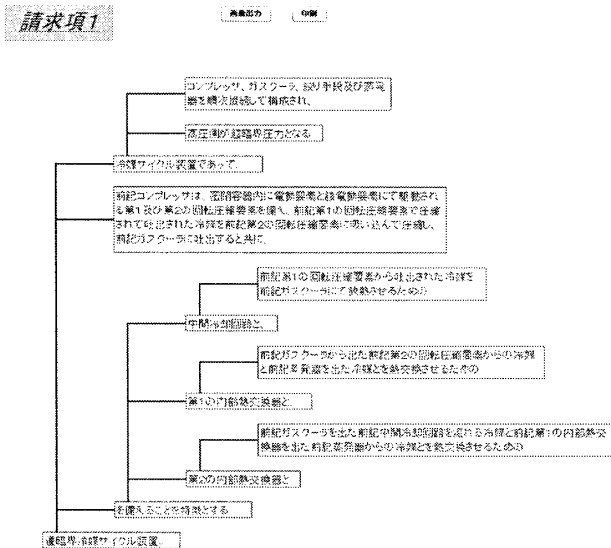 請求項1
画像出力 印刷
コンプレッサ、ガスクーラ、絞り手段及び蒸発
器を順次接続して構成され、
高圧側が超臨界圧力となる
冷媒サイクル装置であって、
前記コンプレッサは、密閉容器内に電動要素と該電動要素にて駆動され
る第1及び第2の回転圧縮要素を備え、前記第1の回転圧縮要素で圧縮
されて吐出された冷媒を前記第2の回転圧縮要素に吸い込んで圧縮し、
前記ガスクーラに吐出すると共に、
前記第1の回転圧縮要素から吐出された冷媒を
前記ガスクーラにて放熱させるための
中間冷却回路と、
前記ガスクーラから出た前記第2の回転圧縮要素からの冷媒
と前記蒸発器を出た冷媒とを熱交換させるための
第1の内部熱交換器と、
前記ガスクーラを出た前記中間冷却回路を流れる冷媒と前記第1の内部熱交
換器を出た前記蒸発器からの冷媒とを熱交換させるための
第2の内部熱交換器と
を備えることを特徴とする
遷臨界冷媒サイクル装置。